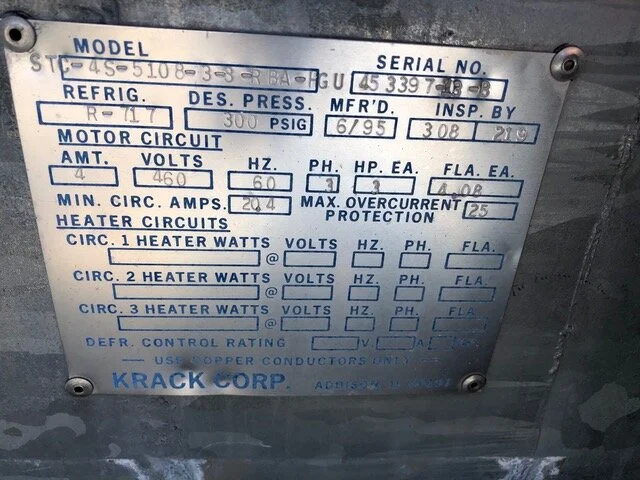 MODEL
STC-4S-5108-3-3-RBA-HGU
SERIAL NO.
REFRIG. DES. PRESS. MFR'D. INSP. BY
R-717 300 PSIG 6/95 308 219
MOTOR CIRCUIT
AMT. VOLTS HZ. PH. HP. EA. FLA. EA.
4 460 60 3 3 4.08
MIN. CIRC. AMPS. 20.4 MAX. OVERCURRENT PROTECTION 25
HEATER CIRCUITS
CIRC. 1 HEATER WATTS VOLTS HZ. PH. FLA.
@
CIRC. 2 HEATER WATTS VOLTS HZ. PH. FLA.
@
CIRC. 3 HEATER WATTS VOLTS HZ. PH. FLA.
@
DEFR. CONTROL RATING V. A.
— USE COPPER CONDUCTORS ONLY —
KRACK CORP. ADDISON, IL